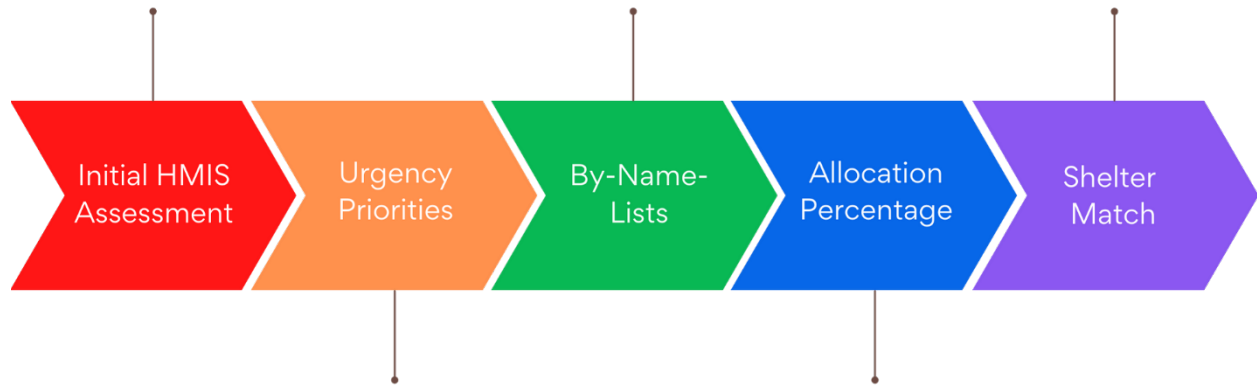 Initial HMIS
Assessment
Urgency
Priorities
By-Name-
Lists
Allocation
Percentage
Shelter
Match